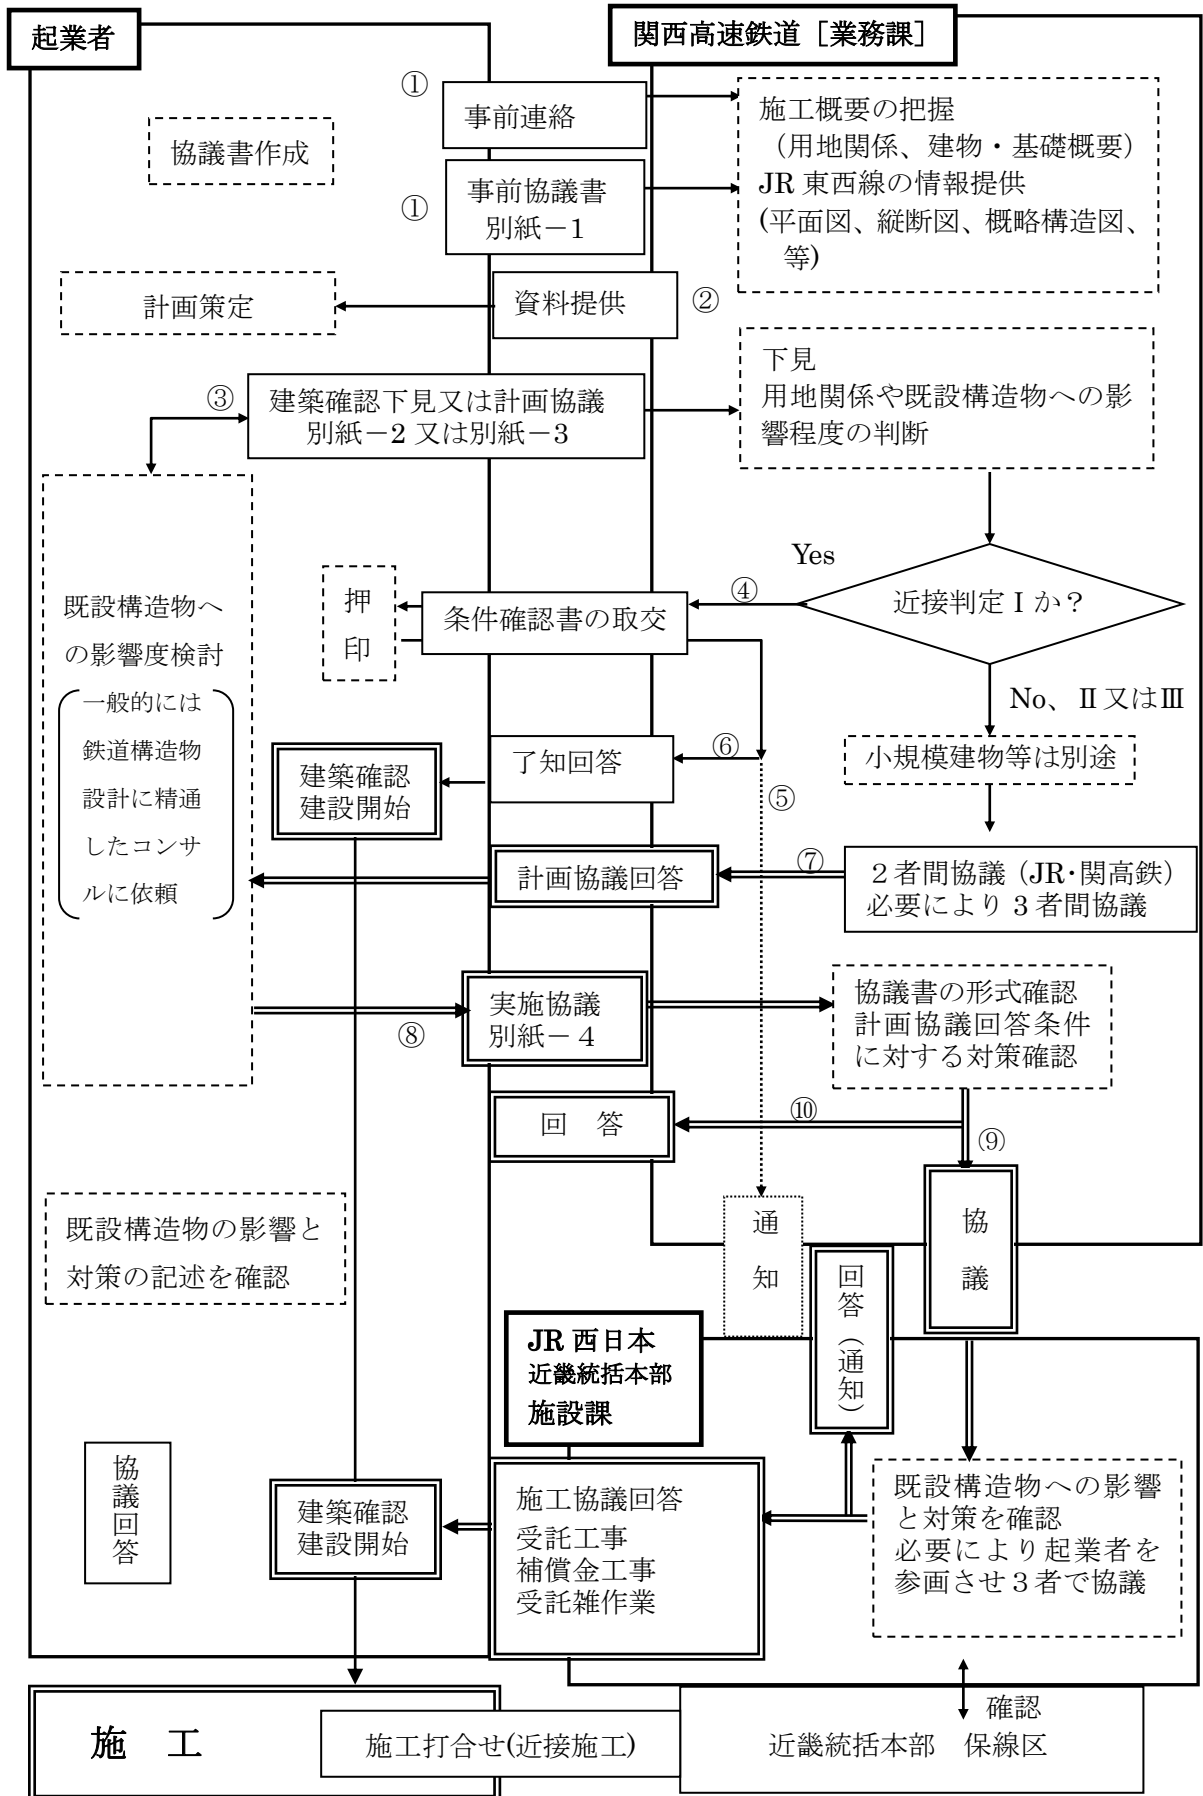 起業者
関西高速鉄道［業務課］
①
事前連絡
施工概要の把握
（用地関係、建物・基礎概要）
JR 東西線の情報提供
(平面図、縦断図、概略構造図、
等)
協議書作成
①
事前協議書
別紙－1
計画策定
資料提供
②
下見
用地関係や既設構造物への影
響程度の判断
③
建築確認下見又は計画協議
別紙－2 又は別紙－3
既設構造物へ
の影響度検討
一般的には
鉄道構造物
設計に精通
したコンサ
ルに依頼
Yes
近接判定Ⅰか？
④
条件確認書の取交
押
印
No、Ⅱ又はⅢ
小規模建物等は別途
⑥
了知回答
⑤
建築確認
建設開始
⑦
計画協議回答
２者間協議（JR・関高鉄）
必要により３者間協議
⑧
実施協議
別紙－４
協議書の形式確認
計画協議回答条件
に対する対策確認
回　答
⑩
⑨
通
知
協
議
回答（通知）
既設構造物の影響と
対策の記述を確認
JR 西日本
近畿統括本部
施設課
協議回答
建築確認
建設開始
施工協議回答
受託工事
補償金工事
受託雑作業
既設構造物への影響
と対策を確認
必要により起業者を
参画させ３者で協議
確認
施　工
施工打合せ(近接施工)
近畿統括本部　保線区